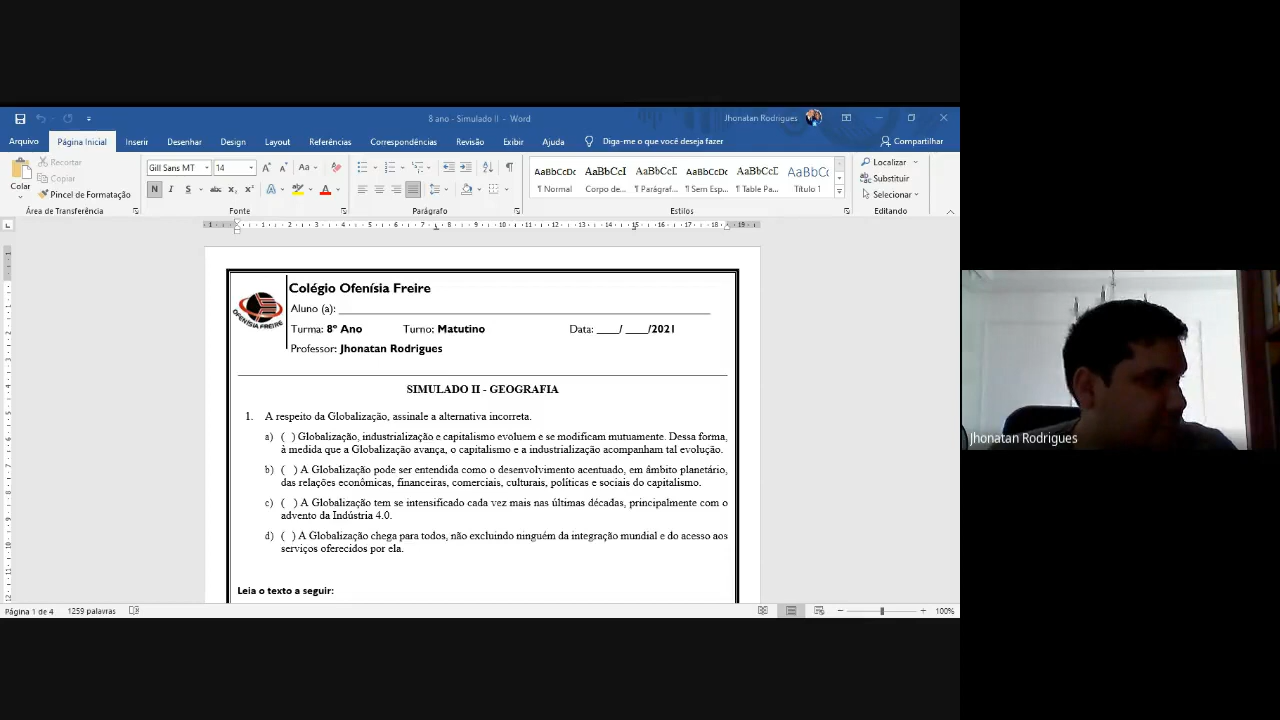 8 ano - Simulado II - Word
Jhonatan Rodrigues
Arquivo Página Inicial Inserir Desenhar Design Layout Referências Correspondências Revisão Exibir Ajuda Diga-me o que você deseja fazer Compartilhar
Colar
Recortar
Copiar
Pincel de Formatação
Área de Transferência
Gill Sans MT 14
Fonte
Parágrafo
AaBbCcDc AaBbCcI AaBbCcI AaBbCcDc AaBbCcE AaBbC
¶ Normal Corpo de... ¶ Parágraf... ¶ Sem Esp... ¶ Table Pa... Título 1
Estilos
Localizar
Substituir
Selecionar
Editando
Colégio Ofenísia Freire
Aluno (a):
OFENÍSIA FREIRE
Turma: 8º Ano Turno: Matutino Data: ____/ ____/2021
Professor: Jhonatan Rodrigues
SIMULADO II - GEOGRAFIA
1. A respeito da Globalização, assinale a alternativa incorreta.
a) ( ) Globalização, industrialização e capitalismo evoluem e se modificam mutuamente. Dessa forma,
à medida que a Globalização avança, o capitalismo e a industrialização acompanham tal evolução.
b) ( ) A Globalização pode ser entendida como o desenvolvimento acentuado, em âmbito planetário,
das relações econômicas, financeiras, comerciais, culturais, políticas e sociais do capitalismo.
c) ( ) A Globalização tem se intensificado cada vez mais nas últimas décadas, principalmente com o
advento da Indústria 4.0.
d) ( ) A Globalização chega para todos, não excluindo ninguém da integração mundial e do acesso aos
serviços oferecidos por ela.
Leia o texto a seguir:
Página 1 de 4 1259 palavras 100%
Jhonatan Rodrigues